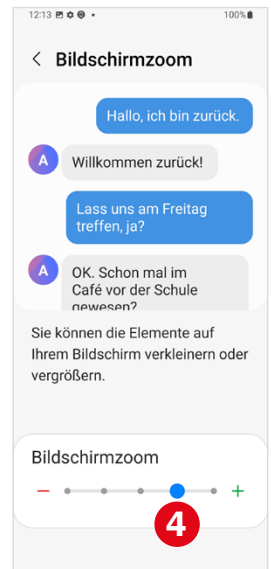 12:13
100%
< Bildschirmzoom
Hallo, ich bin zurück.
A
Willkommen zurück!
Lass uns am Freitag
treffen, ja?
A
OK. Schon mal im
Café vor der Schule
gewesen?
Sie können die Elemente auf
Ihrem Bildschirm verkleinern oder
vergrößern.
Bildschirmzoom
− +
4